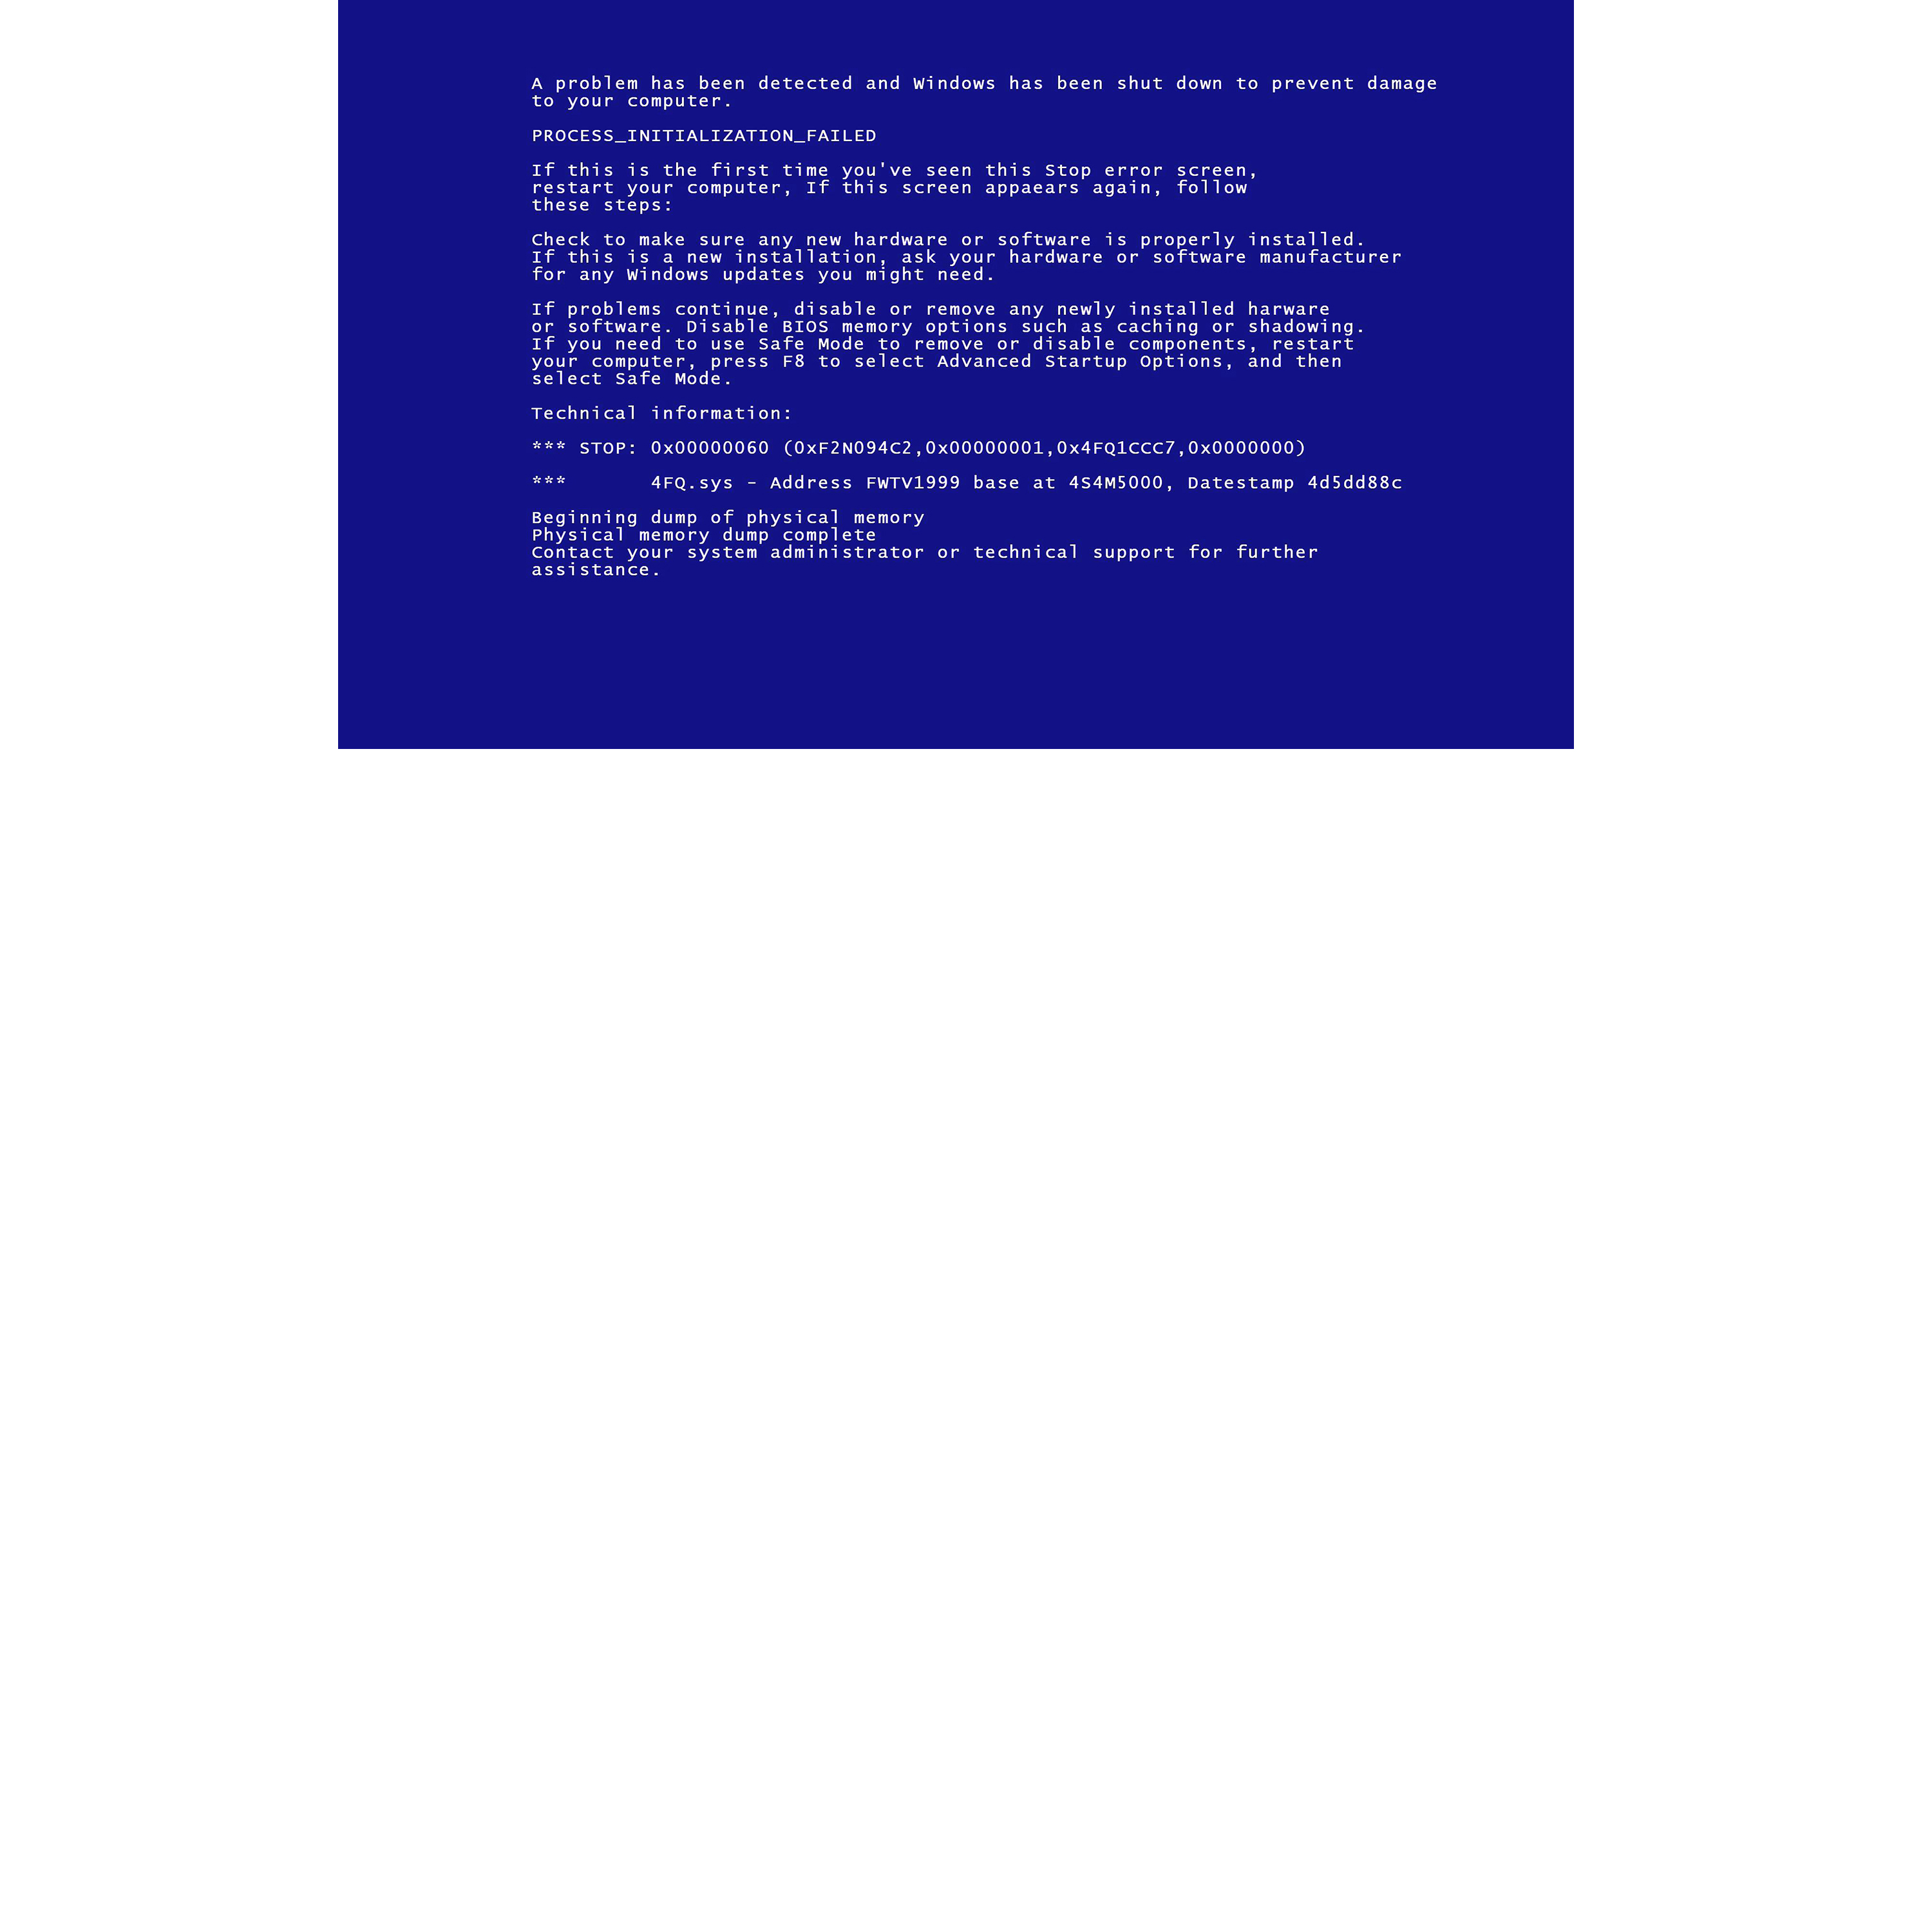 A problem has been detected and Windows has been shut down to prevent damage
to your computer.
PROCESS_INITIALIZATION_FAILED
If this is the first time you've seen this Stop error screen,
restart your computer, If this screen appaears again, follow
these steps:
Check to make sure any new hardware or software is properly installed.
If this is a new installation, ask your hardware or software manufacturer
for any Windows updates you might need.
If problems continue, disable or remove any newly installed harware
or software. Disable BIOS memory options such as caching or shadowing.
If you need to use Safe Mode to remove or disable components, restart
your computer, press F8 to select Advanced Startup Options, and then
select Safe Mode.
Technical information:
*** STOP: 0x00000060 (0xF2N094C2,0x00000001,0x4FQ1CCC7,0x0000000)
***       4FQ.sys – Address FWTV1999 base at 4S4M5000, Datestamp 4d5dd88c
Beginning dump of physical memory
Physical memory dump complete
Contact your system administrator or technical support for further
assistance.